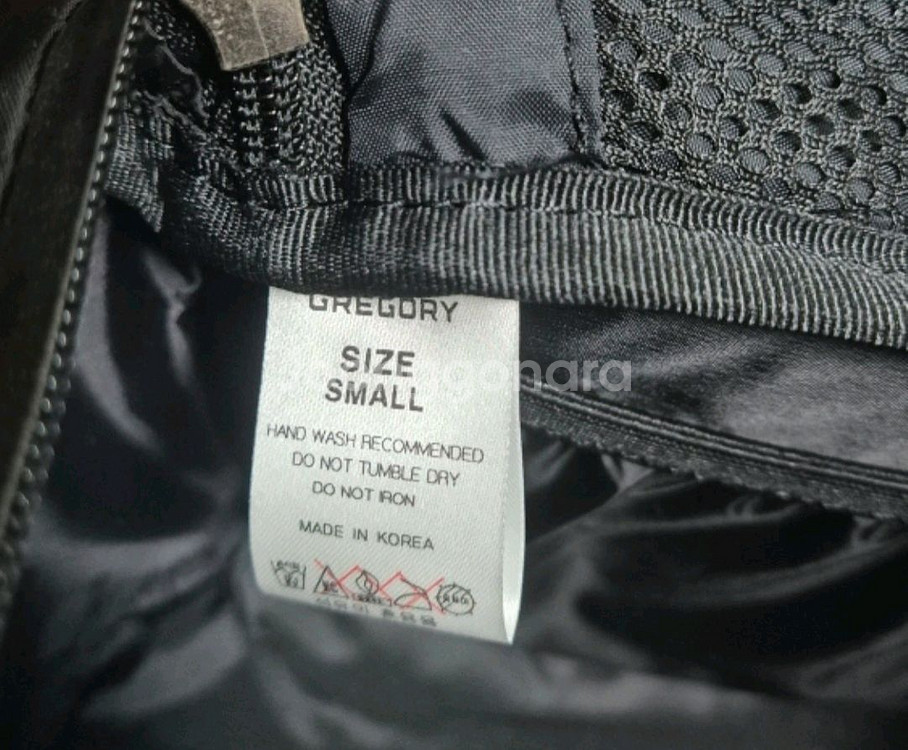 GREGORY
SIZE
SMALL
HAND WASH RECOMMENDED
DO NOT TUMBLE DRY
DO NOT IRON
MADE IN KOREA